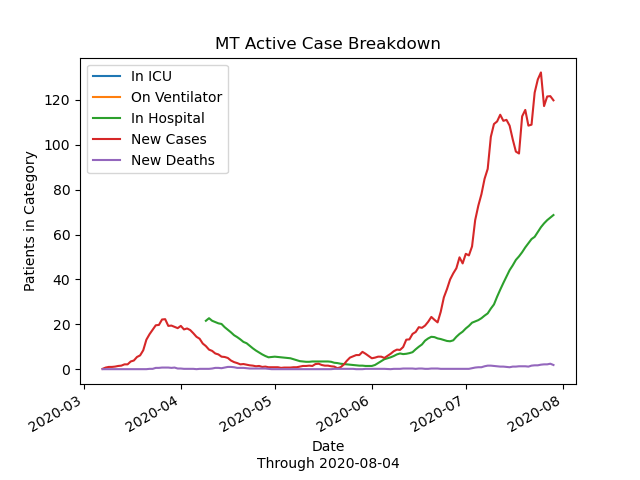 MT Active Case Breakdown
In ICU
On Ventilator
In Hospital
New Cases
New Deaths
Patients in Category
120
100
80
60
40
20
0
2020-03
2020-04
2020-05
2020-06
2020-07
2020-08
Date
Through 2020-08-04